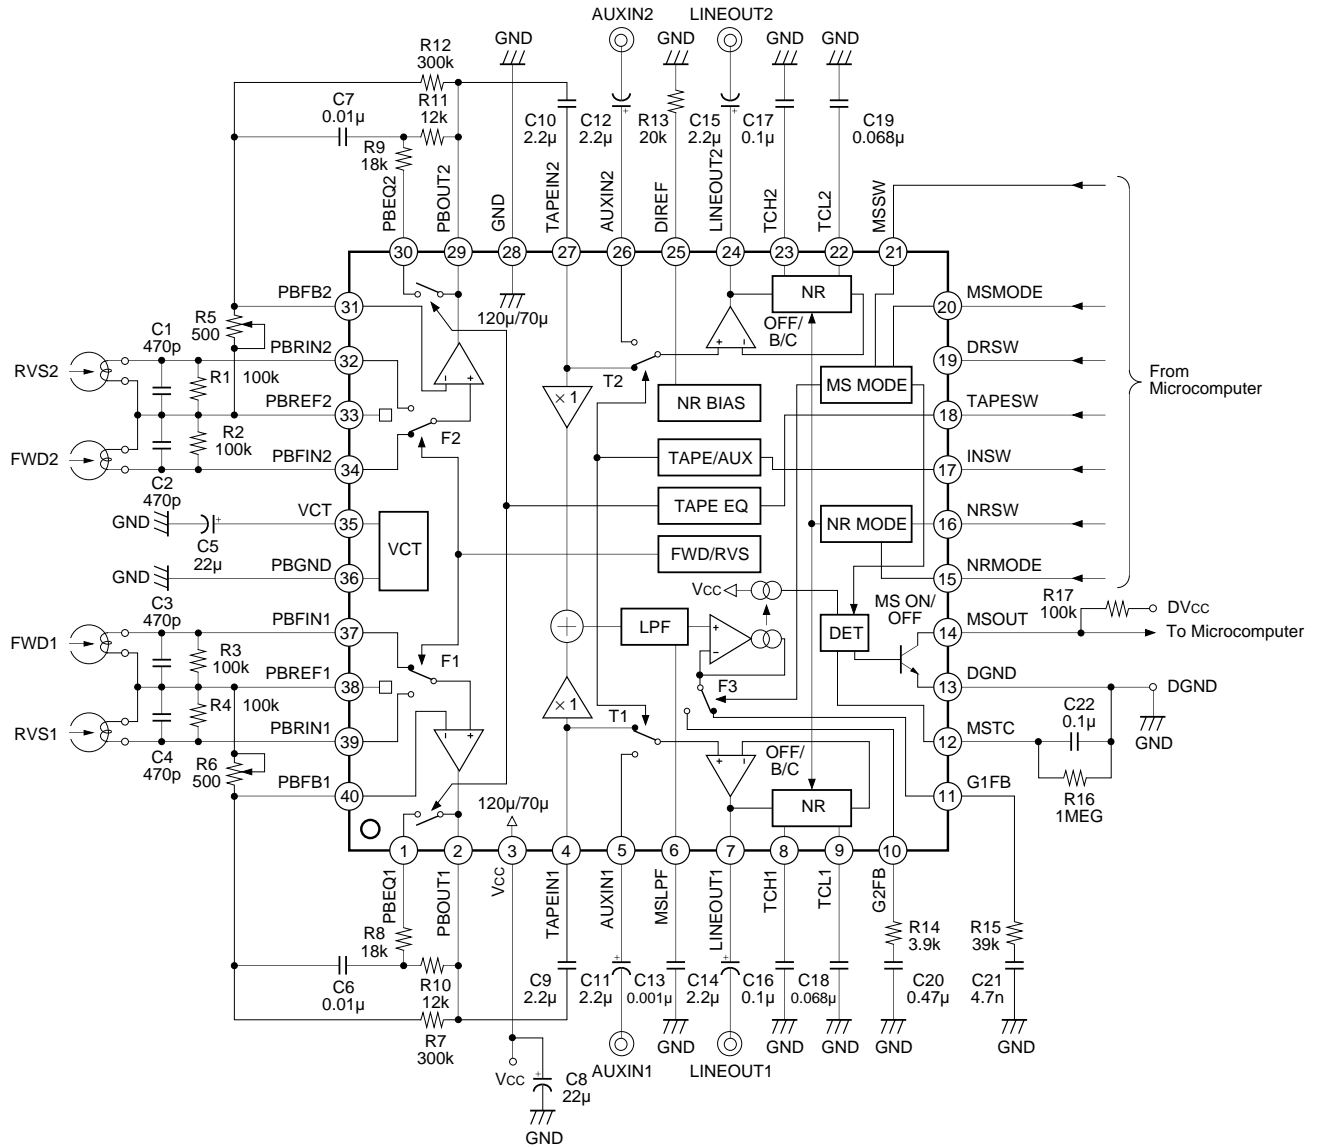 AUXIN2 LINEOUT2
GND GND GND GND
R12
300k
C7
0.01µ
R11
12k
R9
18k
C10
2.2µ
C12
2.2µ
R13
20k
C15
2.2µ
C17
0.1µ
C19
0.068µ
PBEQ2 PBOUT2 GND TAPEIN2 AUXIN2 DIREF LINEOUT2 TCH2 TCL2 MSSW
30 29 28 27 26 25 24 23 22 21
PBFB2
31
120µ/70µ
OFF/
B/C
NR
20
MSMODE
R5
500
C1
470p
PBRIN2
32
19
DRSW
RVS2
R1 100k
T2
× 1
NR BIAS
MS MODE
From
Microcomputer
PBREF2
33
F2
18
TAPESW
R2
100k
FWD2
PBFIN2
34
TAPE/AUX
17
INSW
C2
470p
VCT
35
TAPE EQ
GND
C5
22µ
VCT
NR MODE
16
NRSW
FWD/RVS
PBGND
36
GND
15
NRMODE
C3
470p
VCC
MS ON/
OFF
R17
100k
DVCC
PBFIN1
37
LPF
DET
14
MSOUT
To Microcomputer
FWD1
R3
100k
F1
F3
PBREF1
38
13
DGND
DGND
R4 100k
× 1
T1
C22
0.1µ
GND
RVS1
PBRIN1
39
12
MSTC
C4
470p
R6
500
OFF/
B/C
R16
1MEG
PBFB1
40
120µ/70µ
NR
11
G1FB
1 2 3 4 5 6 7 8 9 10
PBEQ1 PBOUT1 VCC TAPEIN1 AUXIN1 MSLPF LINEOUT1 TCH1 TCL1 G2FB
R8
18k
R14
3.9k
R15
39k
C6
0.01µ
R10
12k
R7
300k
C9
2.2µ
C11
2.2µ
C13
0.001µ
C14
2.2µ
C16
0.1µ
C18
0.068µ
C20
0.47µ
C21
4.7n
GND GND GND GND GND
VCC
C8
22µ
AUXIN1 LINEOUT1
GND